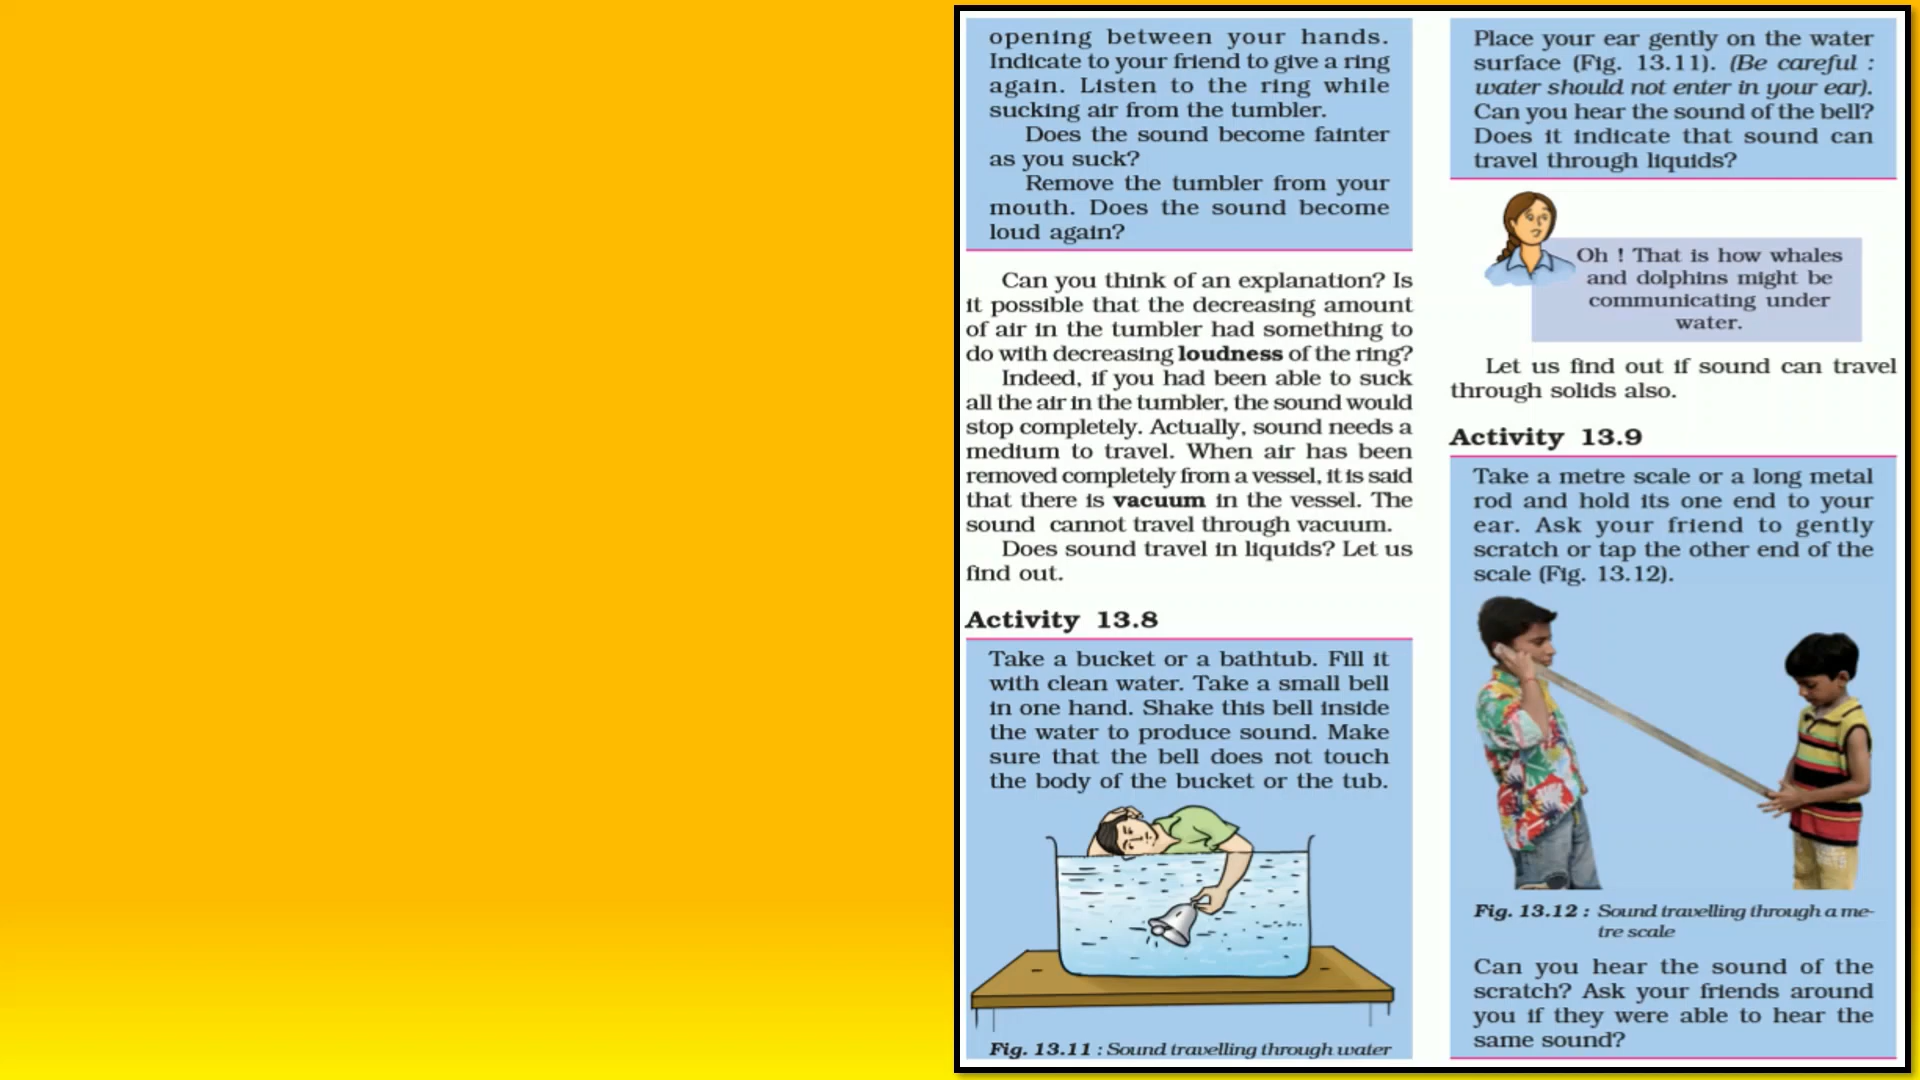 opening between your hands.
Indicate to your friend to give a ring
again. Listen to the ring while
sucking air from the tumbler.
Does the sound become fainter
as you suck?
Remove the tumbler from your
mouth. Does the sound become
loud again?
Can you think of an explanation? Is
it possible that the decreasing amount
of air in the tumbler had something to
do with decreasing loudness of the ring?
Indeed, if you had been able to suck
all the air in the tumbler, the sound would
stop completely. Actually, sound needs a
medium to travel. When air has been
removed completely from a vessel, it is said
that there is vacuum in the vessel. The
sound cannot travel through vacuum.
Does sound travel in liquids? Let us
find out.
Activity 13.8
Take a bucket or a bathtub. Fill it
with clean water. Take a small bell
in one hand. Shake this bell inside
the water to produce sound. Make
sure that the bell does not touch
the body of the bucket or the tub.
Fig. 13.11 : Sound travelling through water
Place your ear gently on the water
surface (Fig. 13.11). (Be careful :
water should not enter in your ear).
Can you hear the sound of the bell?
Does it indicate that sound can
travel through liquids?
Oh ! That is how whales
and dolphins might be
communicating under
water.
Let us find out if sound can travel
through solids also.
Activity 13.9
Take a metre scale or a long metal
rod and hold its one end to your
ear. Ask your friend to gently
scratch or tap the other end of the
scale (Fig. 13.12).
Fig. 13.12 : Sound travelling through a me-
tre scale
Can you hear the sound of the
scratch? Ask your friends around
you if they were able to hear the
same sound?